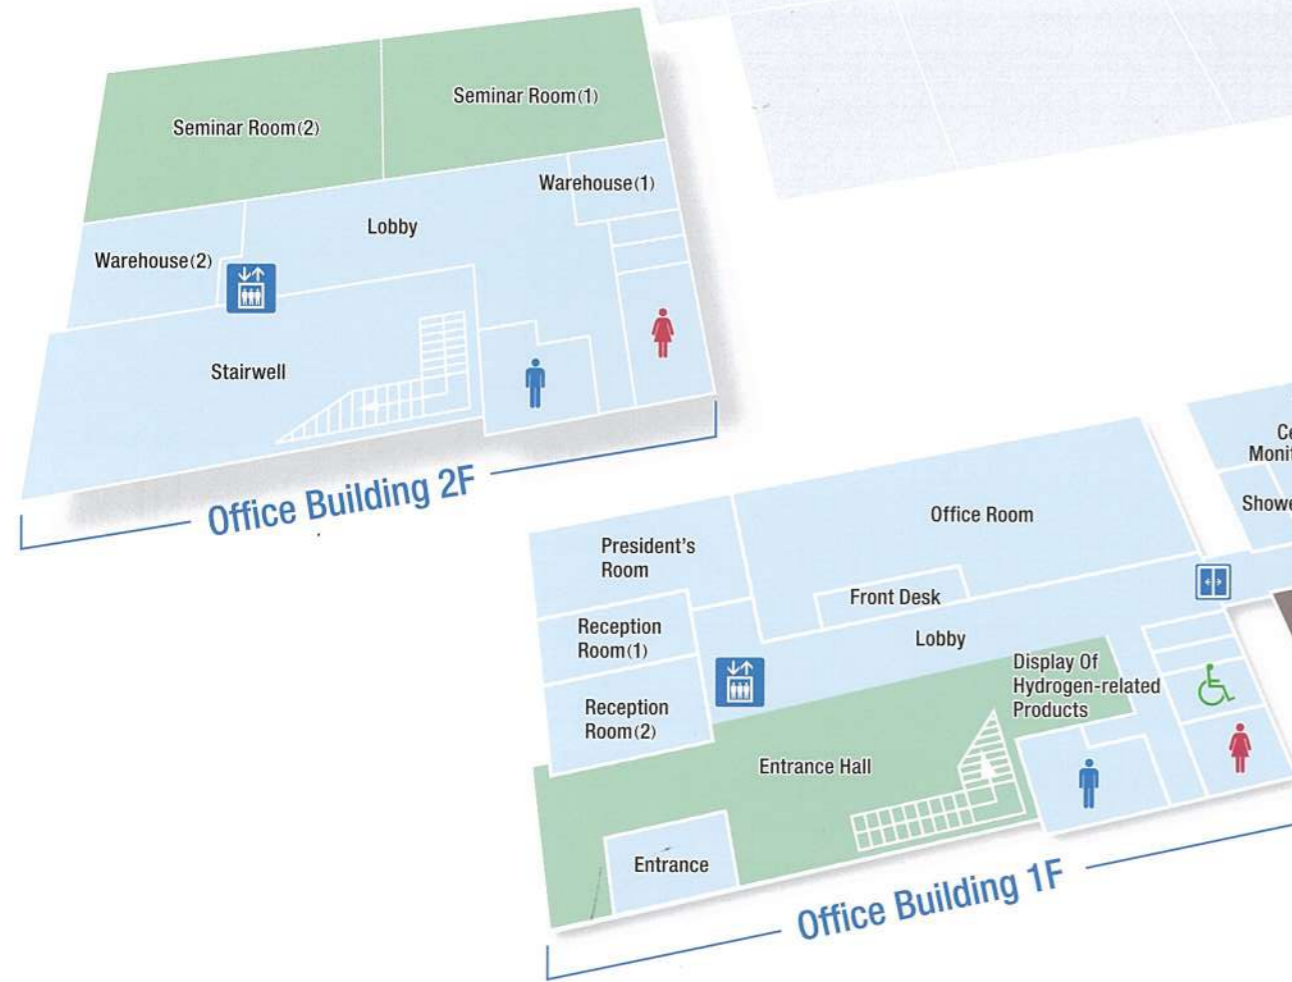 Seminar Room(1)
Seminar Room(2)
Warehouse(1)
Lobby
Warehouse(2)
Stairwell
Office Building 2F
Office Room
President's
Room
Front Desk
Reception
Room(1)
Lobby
Display Of
Hydrogen-related
Products
Reception
Room(2)
Entrance Hall
Entrance
Office Building 1F